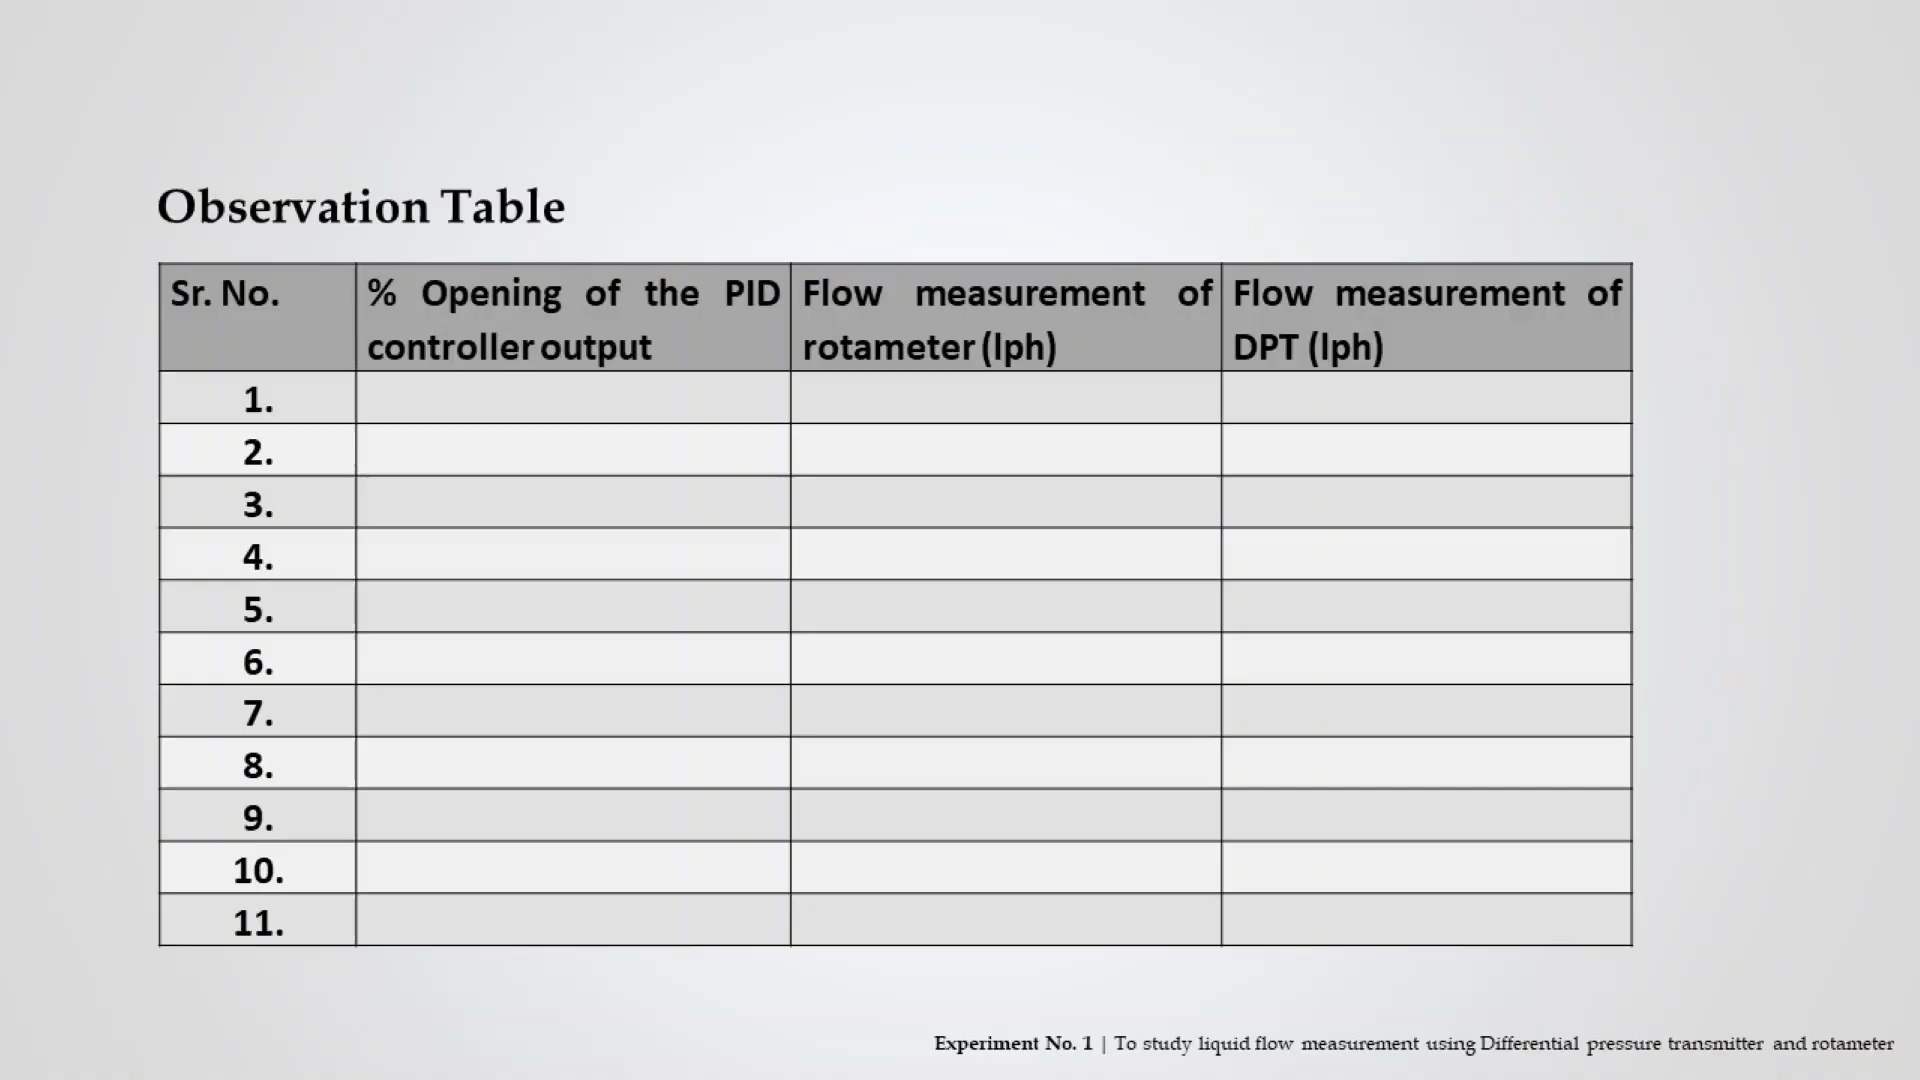 Observation Table
Sr. No. % Opening of the PID Flow measurement of Flow measurement of
controller output rotameter (lph) DPT (lph)
1.
2.
3.
4.
5.
6.
7.
8.
9.
10.
11.
Experiment No. 1 | To study liquid flow measurement using Differential pressure transmitter and rotameter